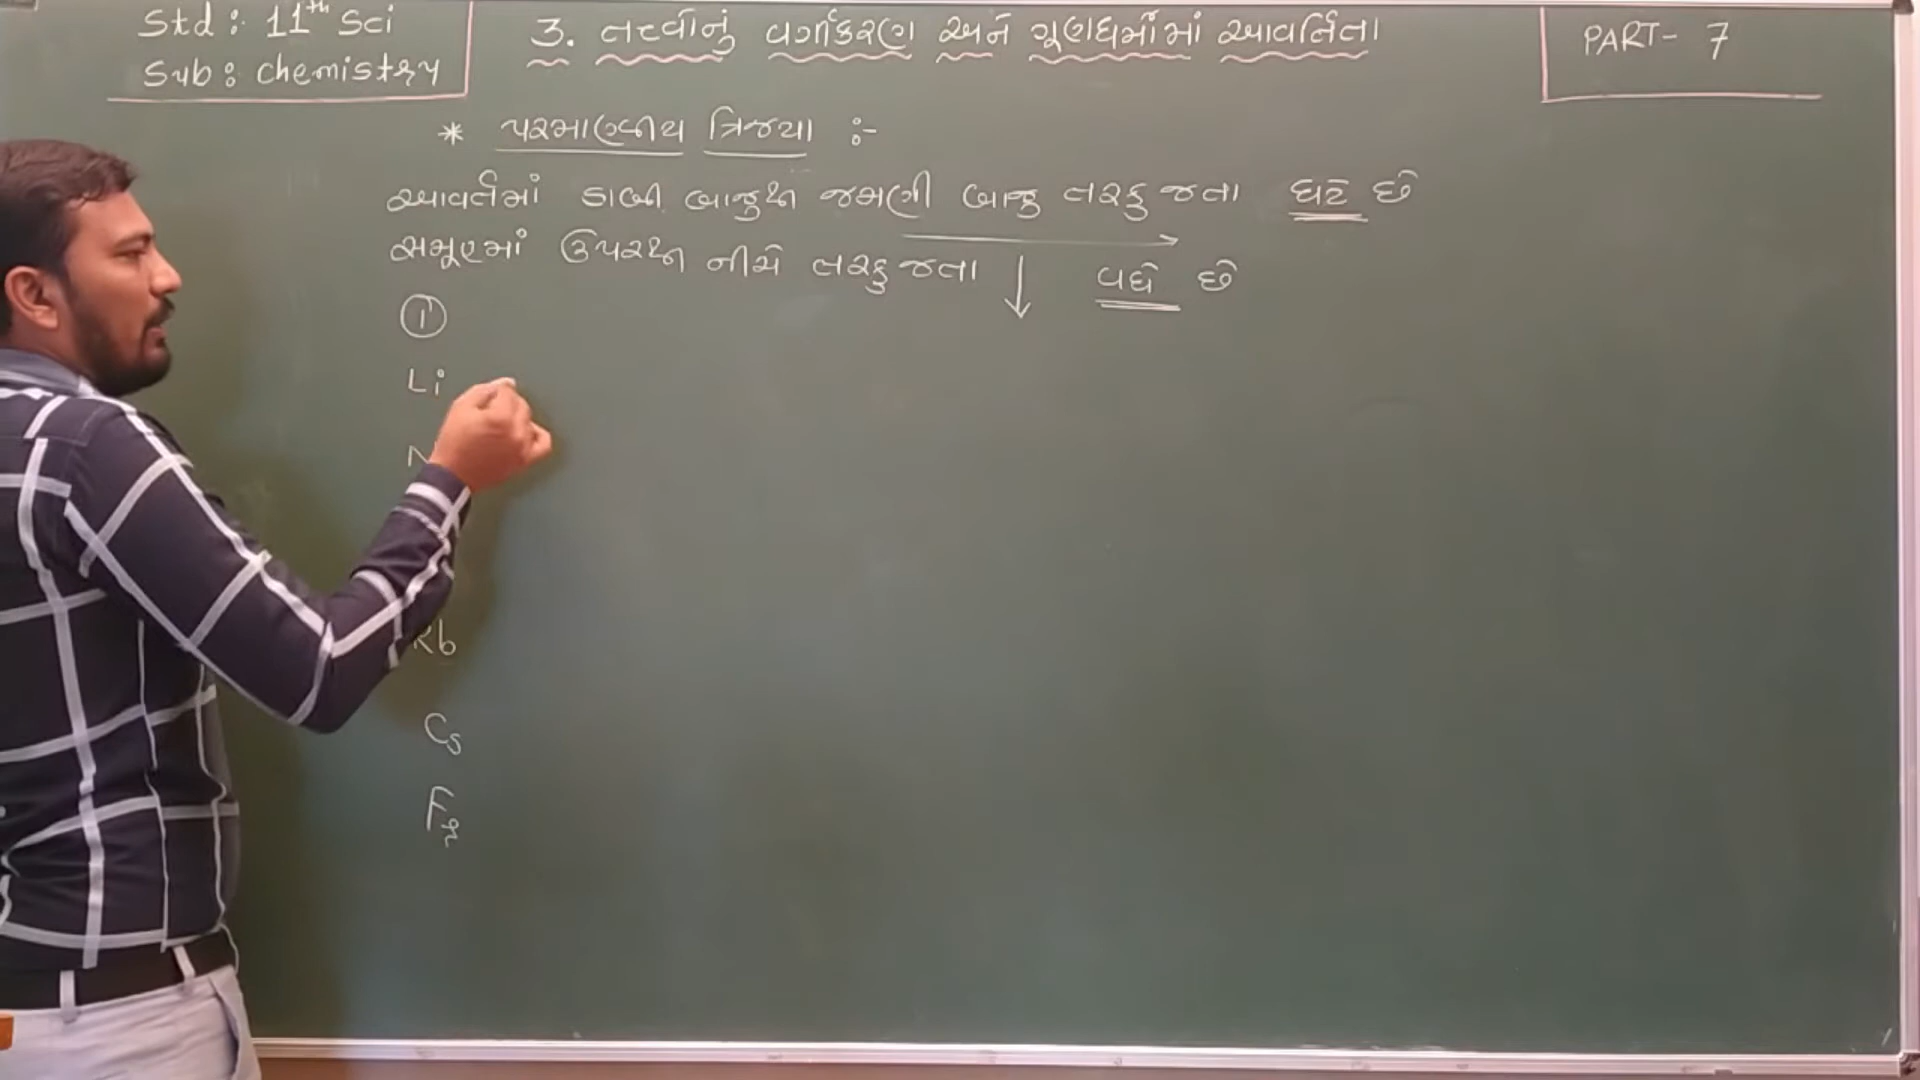 Std : 11th Sci
Sub : chemistry
3. તત્ત્વોનું વર્ગીકરણ અને ગુણધર્મોમાં આવર્તિતા
PART- 7
* પરમાણ્વીય ત્રિજ્યા :-
આવર્તમાં ડાબી બાજુથી જમણી બાજુ તરફ જતા ઘટે છે
સમૂહમાં ઉપરથી નીચે તરફ જતા ↓ વધે છે
①
Li
N
Rb
Cs
Fr